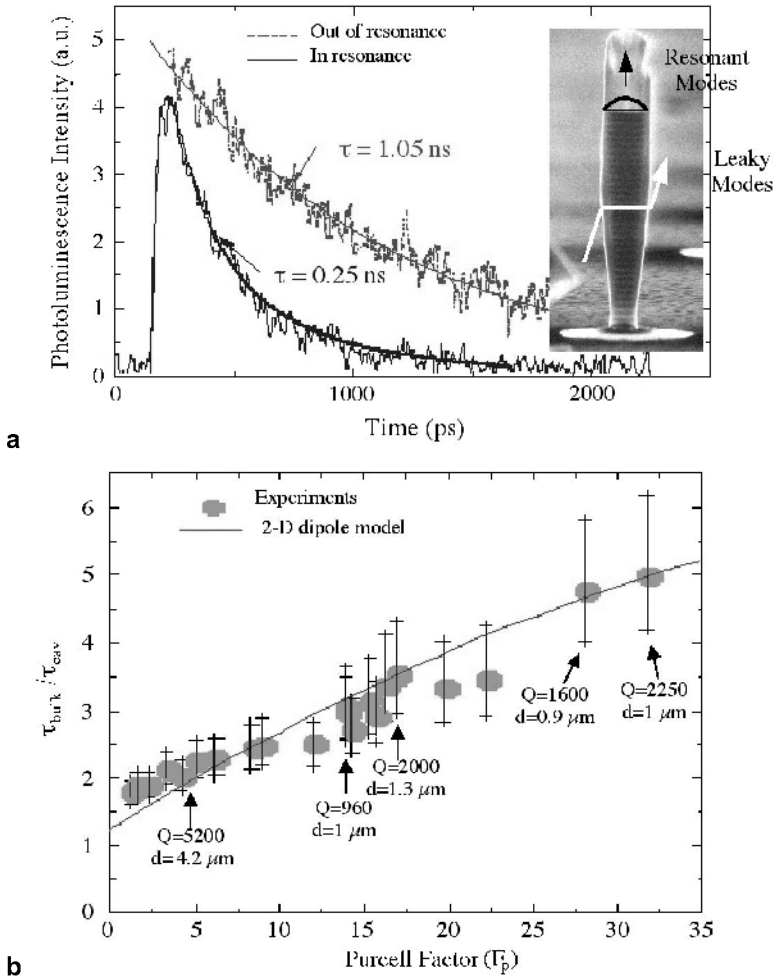 5
4
3
2
1
0
Photoluminescence Intensity (a.u.)
Out of resonance
In resonance
τ = 1.05 ns
τ = 0.25 ns
Resonant
Modes
Leaky
Modes
0
1000
2000
Time (ps)
a
6
5
4
3
2
1
0
τbulk/τcav
Experiments
2-D dipole model
Q=5200
d=4.2 μm
Q=960
d=1 μm
Q=2000
d=1.3 μm
Q=1600
d=0.9 μm
Q=2250
d=1 μm
0 5 10 15 20 25 30 35
Purcell Factor (Γp)
b